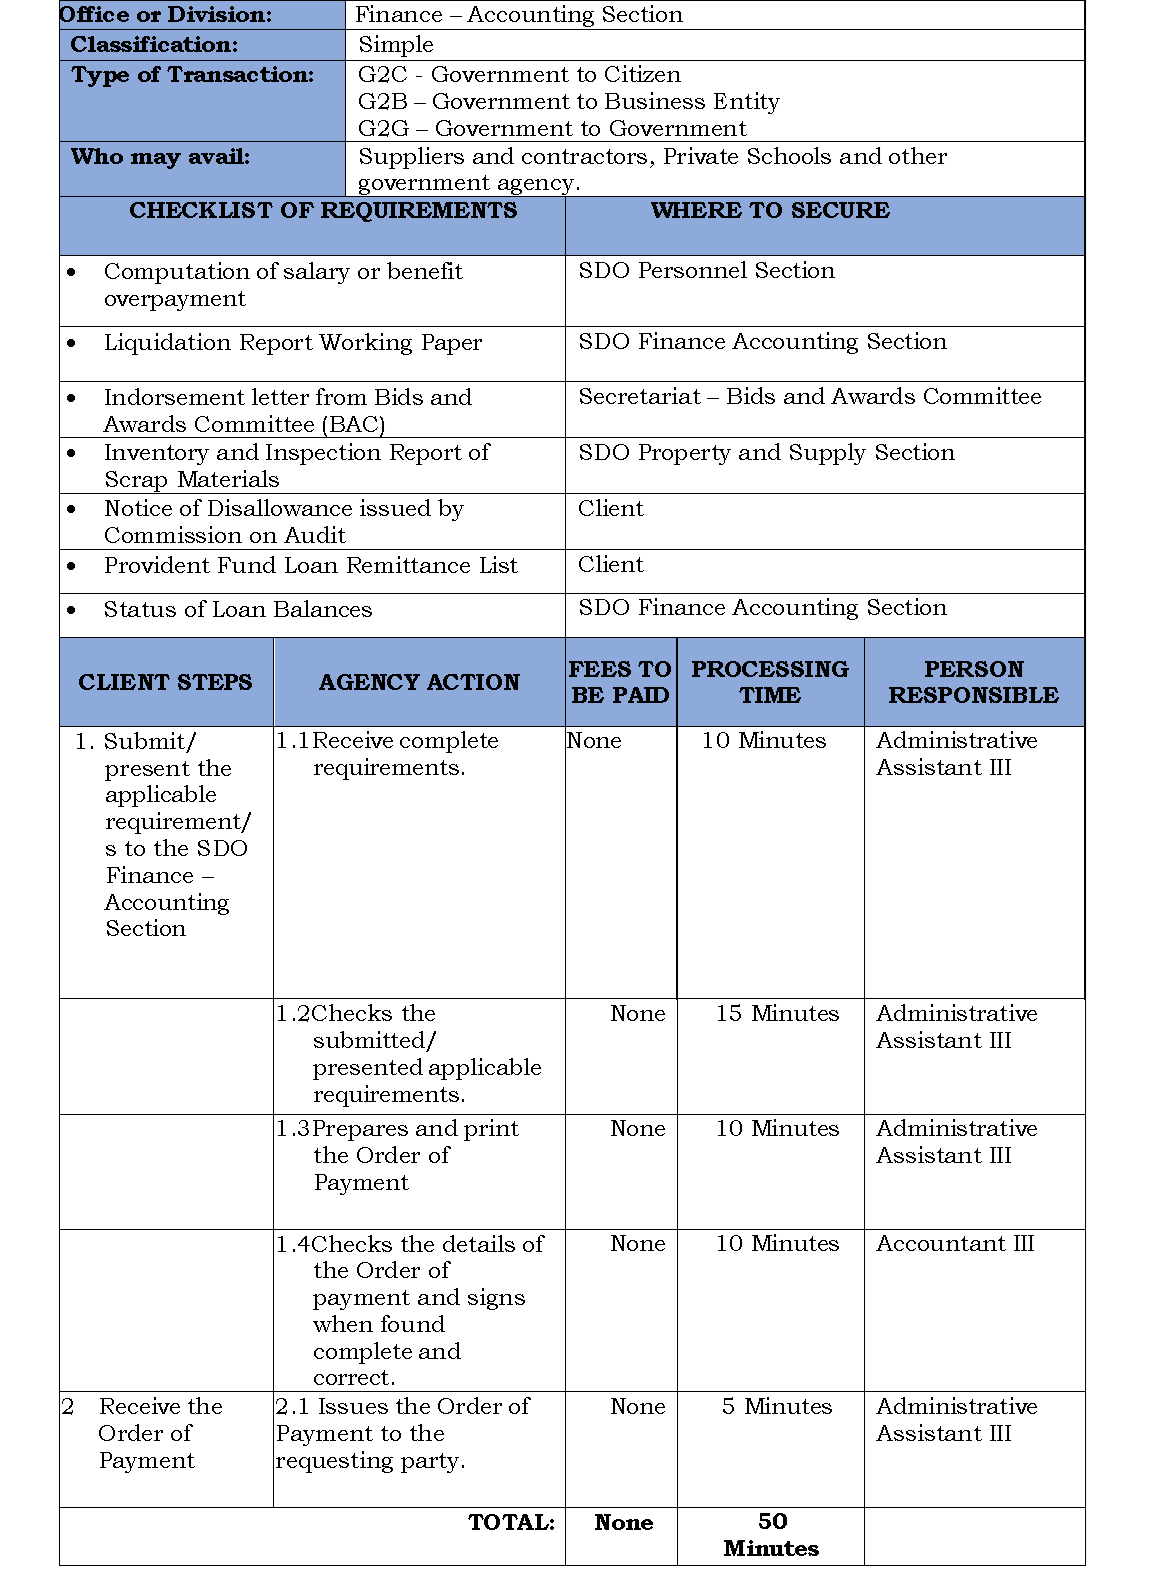 Office or Division: Finance – Accounting Section
Classification: Simple
Type of Transaction: G2C - Government to Citizen
G2B – Government to Business Entity
G2G – Government to Government
Who may avail: Suppliers and contractors, Private Schools and other
government agency.
CHECKLIST OF REQUIREMENTS WHERE TO SECURE
• Computation of salary or benefit
overpayment
SDO Personnel Section
• Liquidation Report Working Paper
SDO Finance Accounting Section
• Indorsement letter from Bids and
Awards Committee (BAC)
Secretariat – Bids and Awards Committee
• Inventory and Inspection Report of
Scrap Materials
SDO Property and Supply Section
• Notice of Disallowance issued by
Commission on Audit
Client
• Provident Fund Loan Remittance List
Client
• Status of Loan Balances
SDO Finance Accounting Section
CLIENT STEPS
AGENCY ACTION
FEES TO
BE PAID
PROCESSING
TIME
PERSON
RESPONSIBLE
1. Submit/
present the
applicable
requirement/
s to the SDO
Finance –
Accounting
Section
1.1Receive complete
requirements.
None
10 Minutes
Administrative
Assistant III
1.2Checks the
submitted/
presented applicable
requirements.
None
15 Minutes
Administrative
Assistant III
1.3Prepares and print
the Order of
Payment
None
10 Minutes
Administrative
Assistant III
1.4Checks the details of
the Order of
payment and signs
when found
complete and
correct.
None
10 Minutes
Accountant III
2 Receive the
Order of
Payment
2.1 Issues the Order of
Payment to the
requesting party.
None
5 Minutes
Administrative
Assistant III
TOTAL:
None
50
Minutes